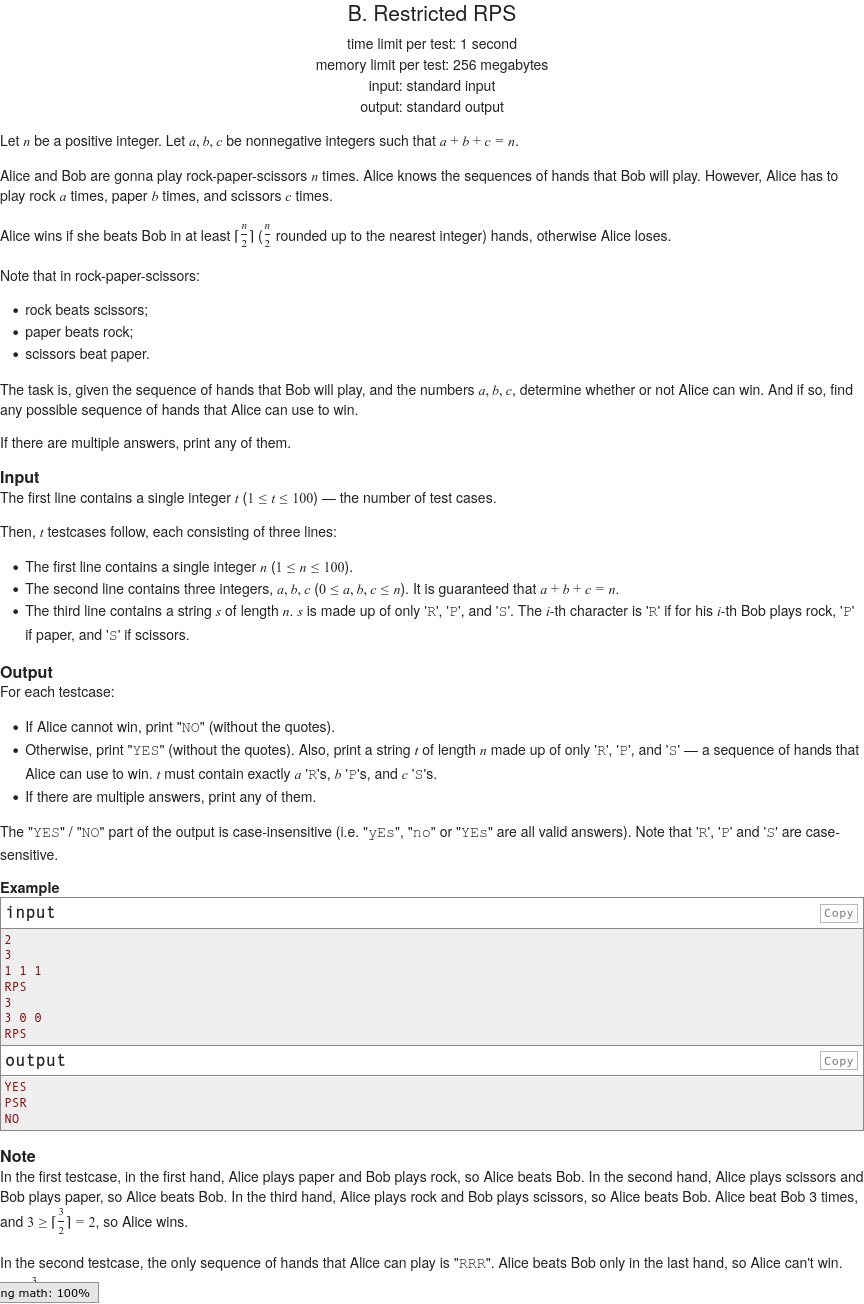 B. Restricted RPS
time limit per test: 1 second
memory limit per test: 256 megabytes
input: standard input
output: standard output
Let n be a positive integer. Let a, b, c be nonnegative integers such that a + b + c = n.
Alice and Bob are gonna play rock-paper-scissors n times. Alice knows the sequences of hands that Bob will play. However, Alice has to
play rock a times, paper b times, and scissors c times.
Alice wins if she beats Bob in at least ⌈n/2⌉ (n/2 rounded up to the nearest integer) hands, otherwise Alice loses.
Note that in rock-paper-scissors:
• rock beats scissors;
• paper beats rock;
• scissors beat paper.
The task is, given the sequence of hands that Bob will play, and the numbers a, b, c, determine whether or not Alice can win. And if so, find
any possible sequence of hands that Alice can use to win.
If there are multiple answers, print any of them.
Input
The first line contains a single integer t (1 ≤ t ≤ 100) — the number of test cases.
Then, t testcases follow, each consisting of three lines:
• The first line contains a single integer n (1 ≤ n ≤ 100).
• The second line contains three integers, a, b, c (0 ≤ a, b, c ≤ n). It is guaranteed that a + b + c = n.
• The third line contains a string s of length n. s is made up of only 'R', 'P', and 'S'. The i-th character is 'R' if for his i-th Bob plays rock, 'P'
if paper, and 'S' if scissors.
Output
For each testcase:
• If Alice cannot win, print "NO" (without the quotes).
• Otherwise, print "YES" (without the quotes). Also, print a string t of length n made up of only 'R', 'P', and 'S' — a sequence of hands that
Alice can use to win. t must contain exactly a 'R's, b 'P's, and c 'S's.
• If there are multiple answers, print any of them.
The "YES" / "NO" part of the output is case-insensitive (i.e. "yEs", "no" or "YEs" are all valid answers). Note that 'R', 'P' and 'S' are case-
sensitive.
Example
input Copy
2
3
1 1 1
RPS
3
3 0 0
RPS
output Copy
YES
PSR
NO
Note
In the first testcase, in the first hand, Alice plays paper and Bob plays rock, so Alice beats Bob. In the second hand, Alice plays scissors and
Bob plays paper, so Alice beats Bob. In the third hand, Alice plays rock and Bob plays scissors, so Alice beats Bob. Alice beat Bob 3 times,
and 3 ≥ ⌈3/2⌉ = 2, so Alice wins.
In the second testcase, the only sequence of hands that Alice can play is "RRR". Alice beats Bob only in the last hand, so Alice can't win.
3
ng math: 100%